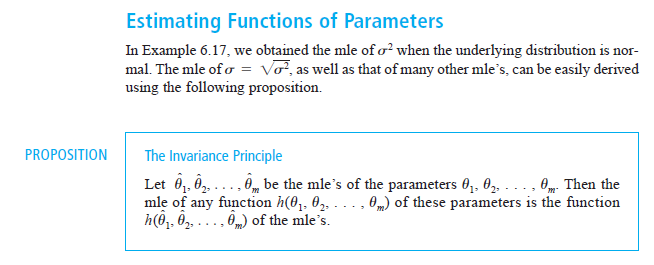 Estimating Functions of Parameters
In Example 6.17, we obtained the mle of σ² when the underlying distribution is nor-
mal. The mle of σ = √σ², as well as that of many other mle's, can be easily derived
using the following proposition.
PROPOSITION
The Invariance Principle
Let θ̂₁, θ̂₂, . . . , θ̂ₘ be the mle's of the parameters θ₁, θ₂, . . . , θₘ. Then the
mle of any function h(θ₁, θ₂, . . . , θₘ) of these parameters is the function
h(θ̂₁, θ̂₂, . . . , θ̂ₘ) of the mle's.